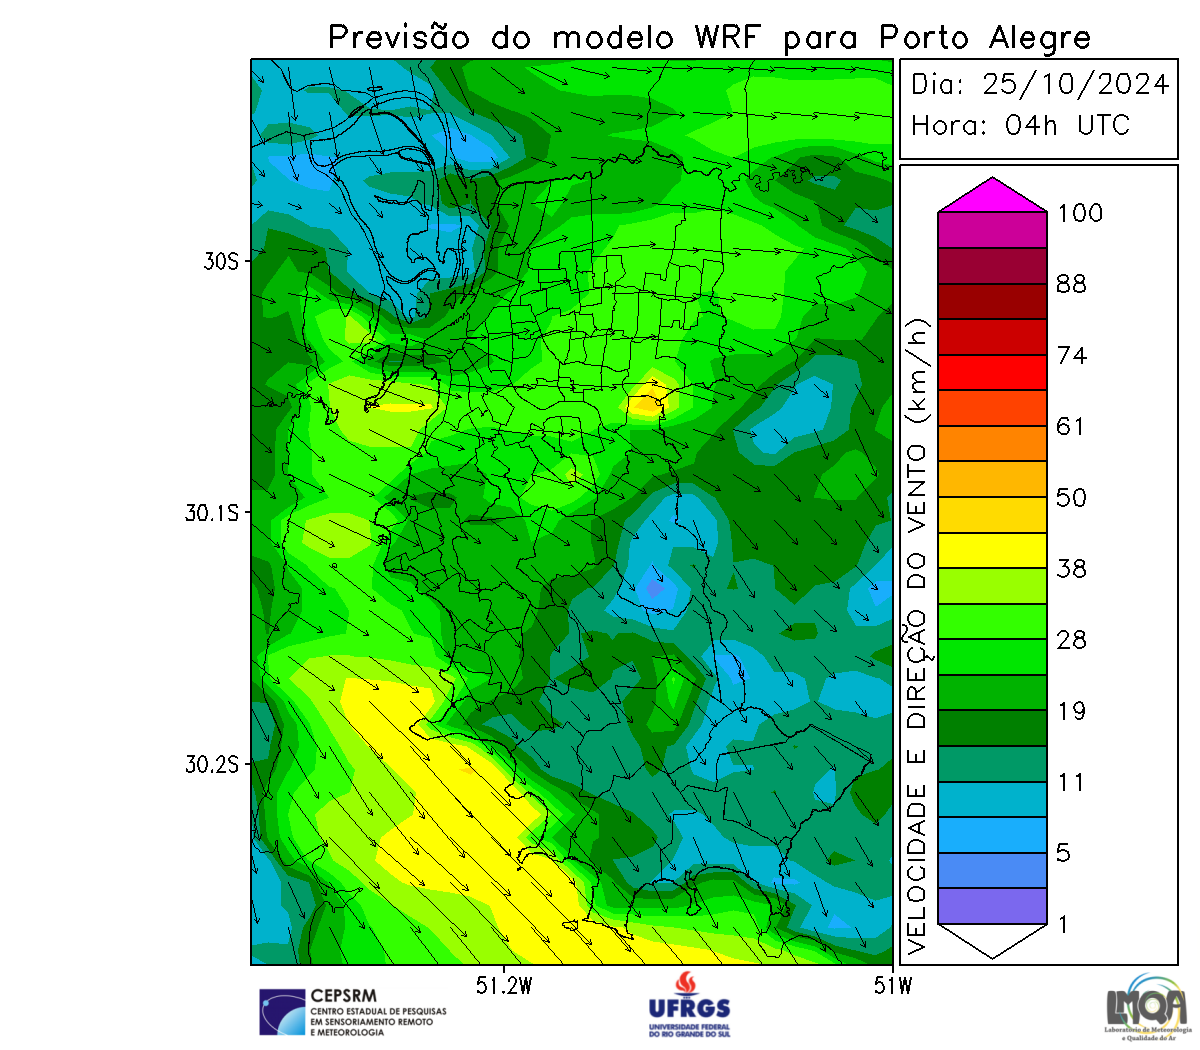 Previsão do modelo WRF para Porto Alegre
Dia: 25/10/2024
Hora: 04h UTC
30S
30.1S
30.2S
51.2W
51W
VELOCIDADE E DIREÇÃO DO VENTO (km/h)
100
88
74
61
50
38
28
19
11
5
1
CEPSRM
CENTRO ESTADUAL DE PESQUISAS
EM SENSORIAMENTO REMOTO
E METEOROLOGIA
UFRGS
UNIVERSIDADE FEDERAL
DO RIO GRANDE DO SUL
LMQA
Laboratório de Meteorologia
e Qualidade do Ar